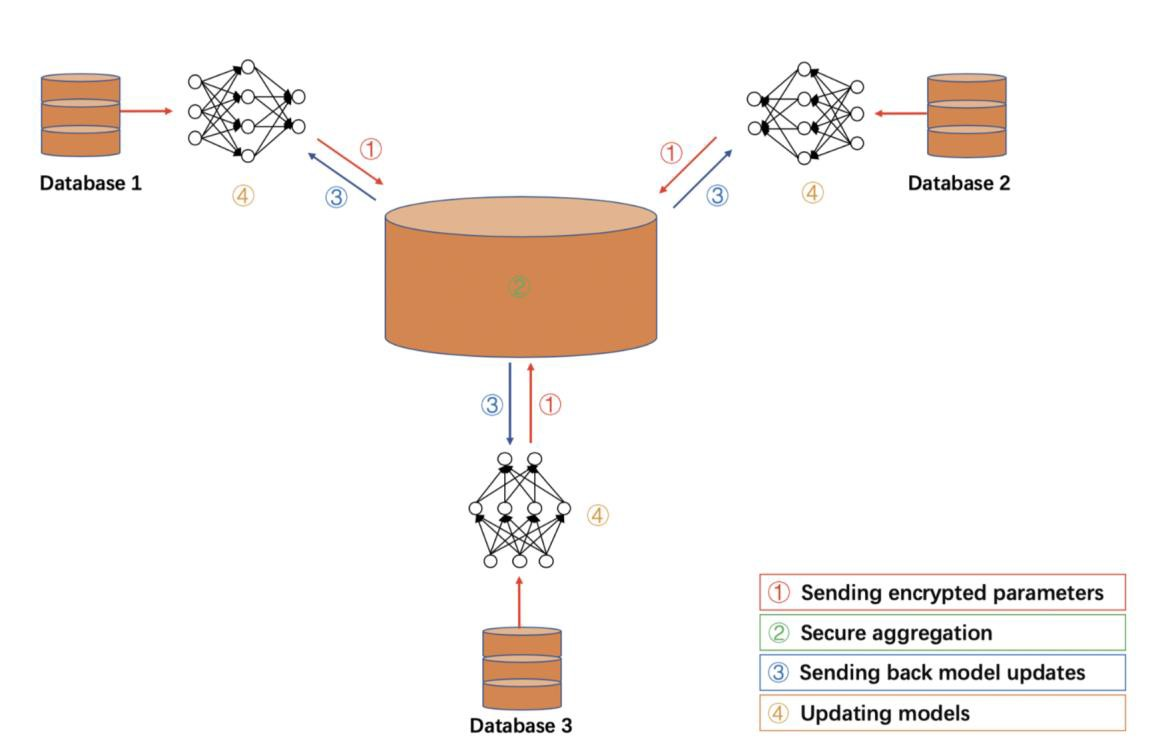 ① ①
Database 1 Database 2
④ ③ ③ ④
②
③ ①
④
① Sending encrypted parameters
② Secure aggregation
③ Sending back model updates
④ Updating models
Database 3